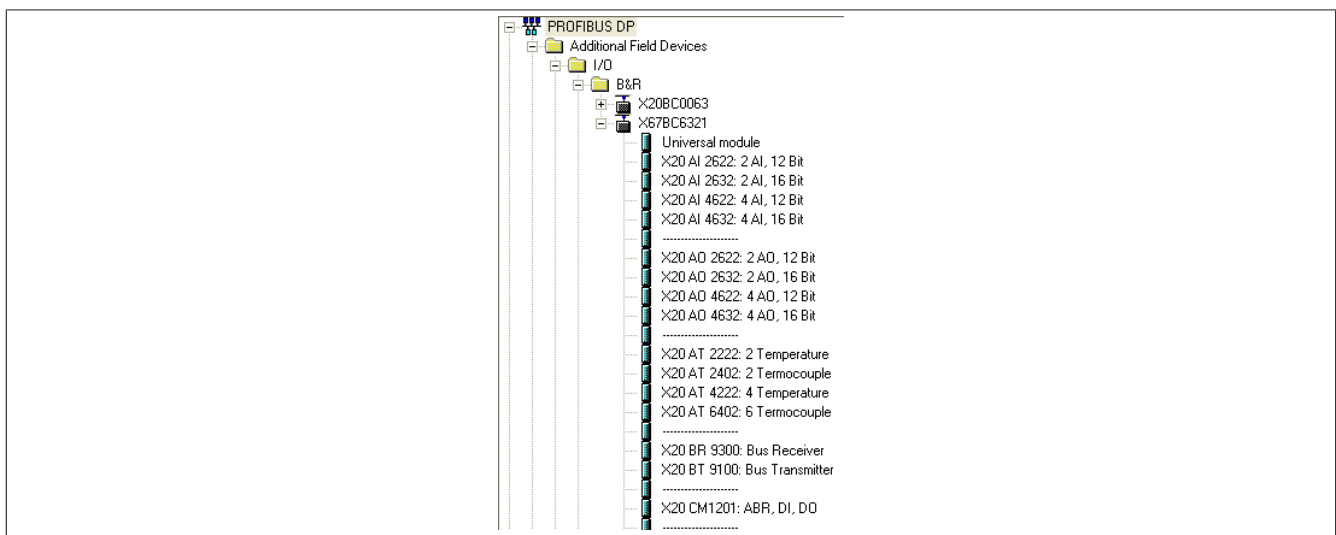 PROFIBUS DP
Additional Field Devices
I/O
B&R
X20BC0063
X67BC6321
Universal module
X20 AI 2622: 2 AI, 12 Bit
X20 AI 2632: 2 AI, 16 Bit
X20 AI 4622: 4 AI, 12 Bit
X20 AI 4632: 4 AI, 16 Bit
--------------------
X20 AO 2622: 2 AO, 12 Bit
X20 AO 2632: 2 AO, 16 Bit
X20 AO 4622: 4 AO, 12 Bit
X20 AO 4632: 4 AO, 16 Bit
--------------------
X20 AT 2222: 2 Temperature
X20 AT 2402: 2 Termocouple
X20 AT 4222: 4 Temperature
X20 AT 6402: 6 Termocouple
--------------------
X20 BR 9300: Bus Receiver
X20 BT 9100: Bus Transmitter
--------------------
X20 CM1201: ABR, DI, DO
--------------------